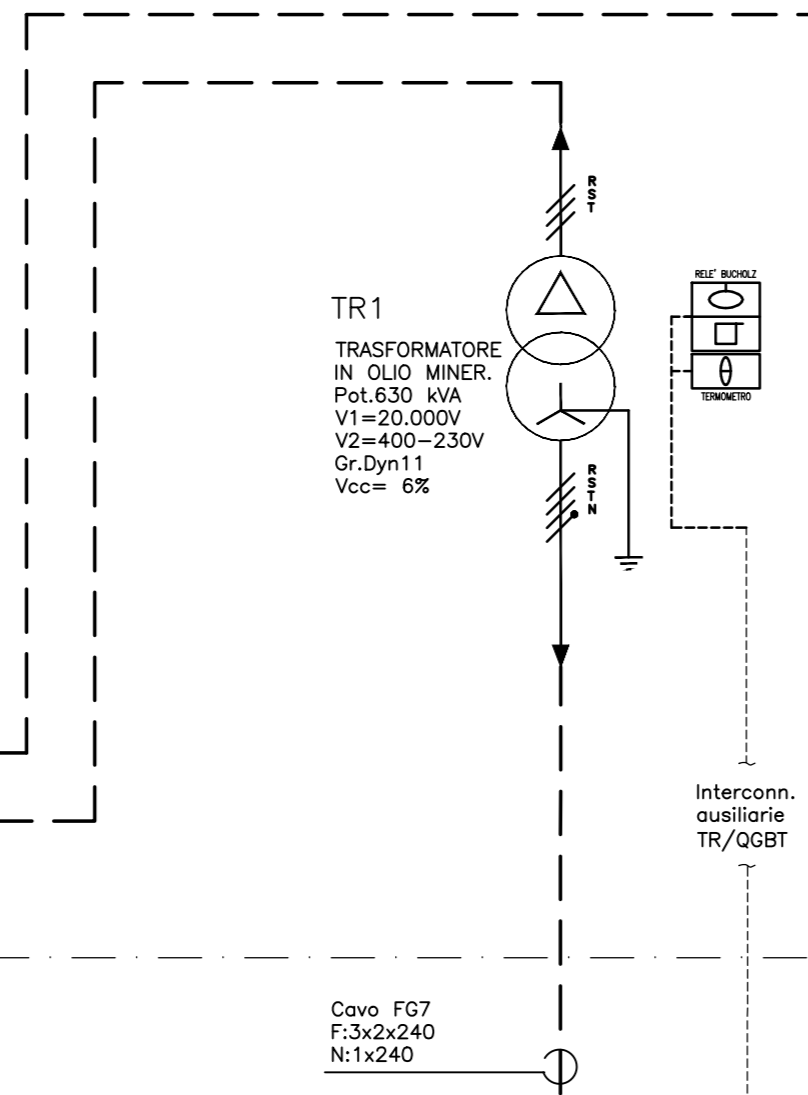 R
S
T
RELE' BUCHOLZ
TR1
TRASFORMATORE
IN OLIO MINER.
Pot.630 kVA
V1=20.000V
V2=400-230V
Gr.Dyn11
Vcc= 6%
TERMOMETRO
R
S
T
N
Interconn.
ausiliarie
TR/QGBT
Cavo FG7
F:3x2x240
N:1x240